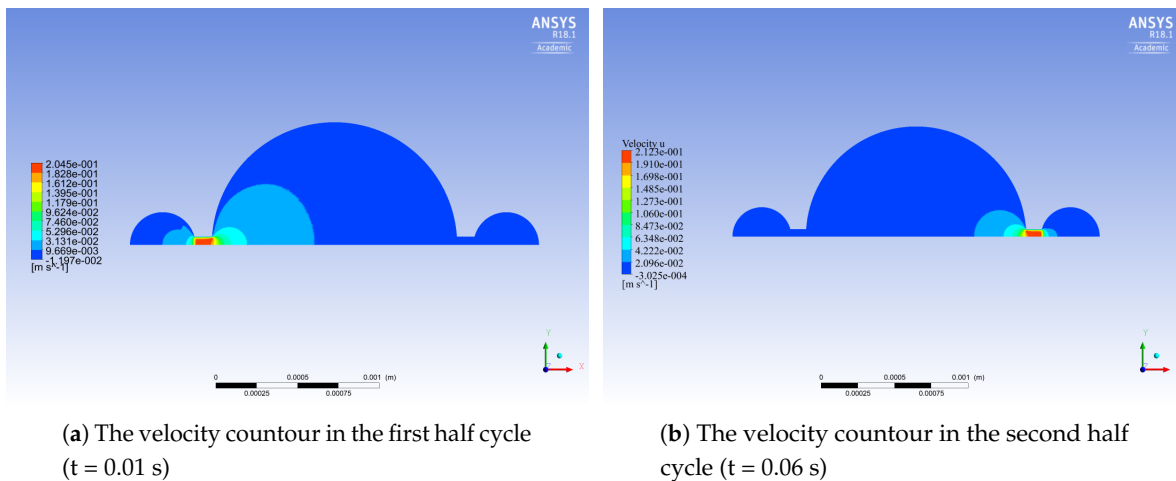 ANSYS
R18.1
Academic
2.045e-001
1.828e-001
1.612e-001
1.395e-001
1.179e-001
9.624e-002
7.460e-002
5.296e-002
3.131e-002
9.669e-003
-1.197e-002
[m s^-1]
Y
X
0 0.0005 0.001 (m)
0.00025 0.00075
(a) The velocity countour in the first half cycle
(t = 0.01 s)
ANSYS
R18.1
Academic
Velocity u
2.123e-001
1.910e-001
1.698e-001
1.485e-001
1.273e-001
1.060e-001
8.473e-002
6.348e-002
4.222e-002
2.096e-002
-3.025e-004
[m s^-1]
Y
X
0 0.0005 0.001 (m)
0.00025 0.00075
(b) The velocity countour in the second half
cycle (t = 0.06 s)